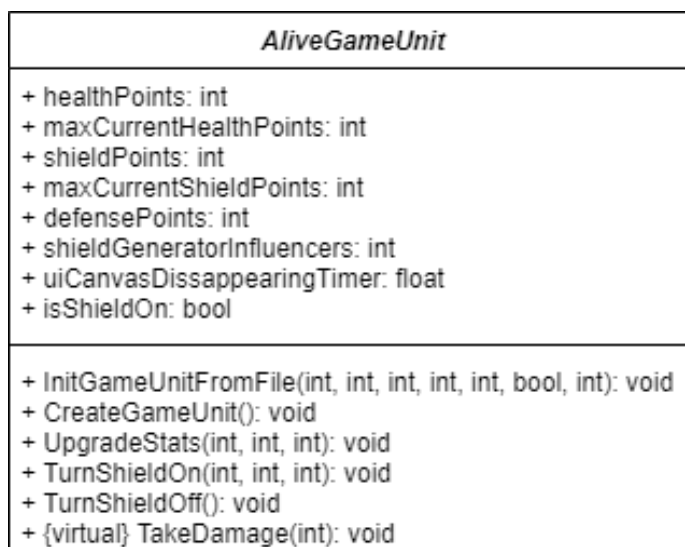 AliveGameUnit
+ healthPoints: int
+ maxCurrentHealthPoints: int
+ shieldPoints: int
+ maxCurrentShieldPoints: int
+ defensePoints: int
+ shieldGeneratorInfluencers: int
+ uiCanvasDissappearingTimer: float
+ isShieldOn: bool
+ InitGameUnitFromFile(int, int, int, int, int, bool, int): void
+ CreateGameUnit(): void
+ UpgradeStats(int, int, int): void
+ TurnShieldOn(int, int, int): void
+ TurnShieldOff(): void
+ {virtual} TakeDamage(int): void